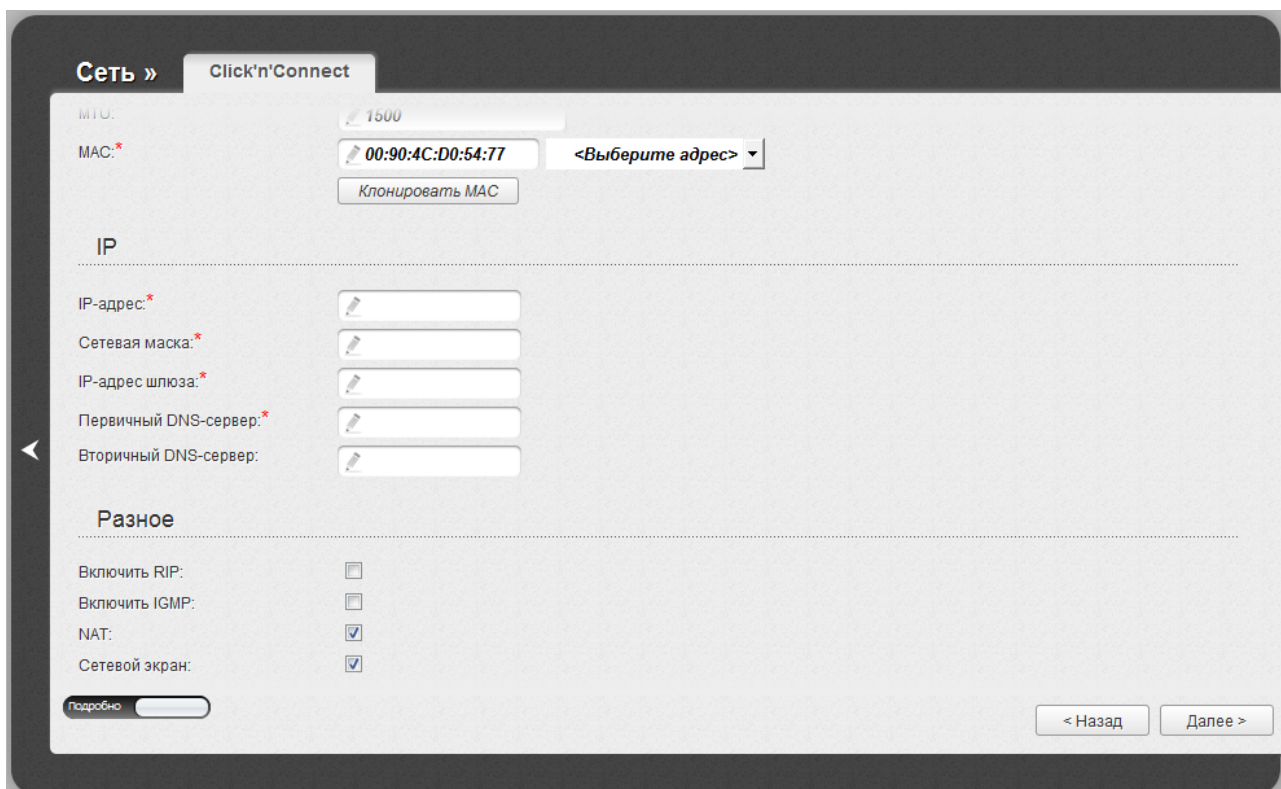 Сеть » Click'n'Connect
MTU: 1500
MAC:* 00:90:4C:D0:54:77 <Выберите адрес>
Клонировать MAC
IP
IP-адрес:*
Сетевая маска:*
IP-адрес шлюза:*
Первичный DNS-сервер:*
Вторичный DNS-сервер:
Разное
Включить RIP:
Включить IGMP:
NAT:
Сетевой экран:
Подробно
< Назад Далее >